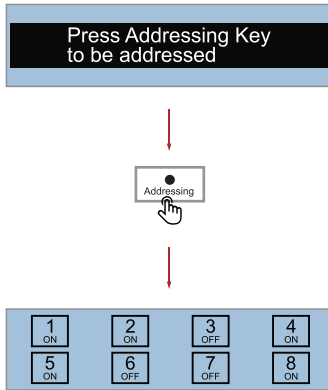 Press Addressing Key
to be addressed
Addressing
1 2 3 4
ON ON OFF ON
5 6 7 8
ON OFF OFF ON